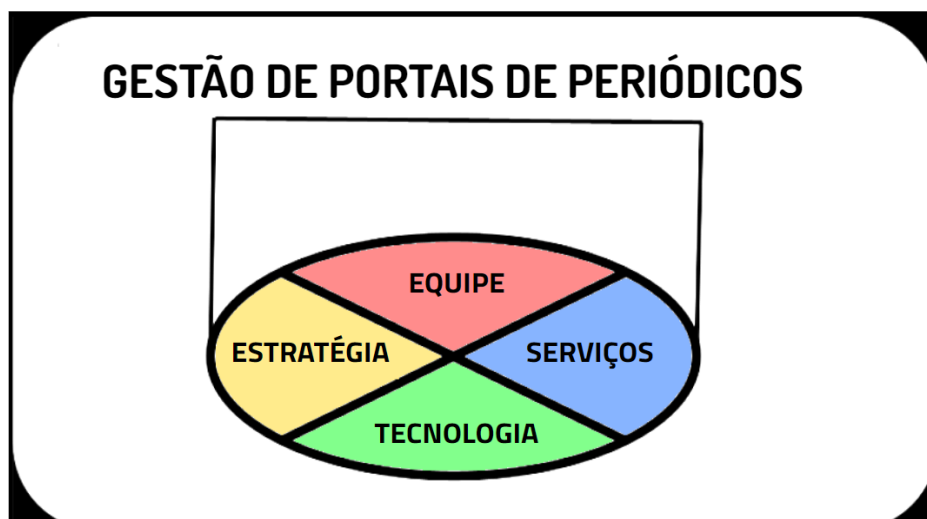 GESTÃO DE PORTAIS DE PERIÓDICOS
EQUIPE
ESTRATÉGIA
SERVIÇOS
TECNOLOGIA